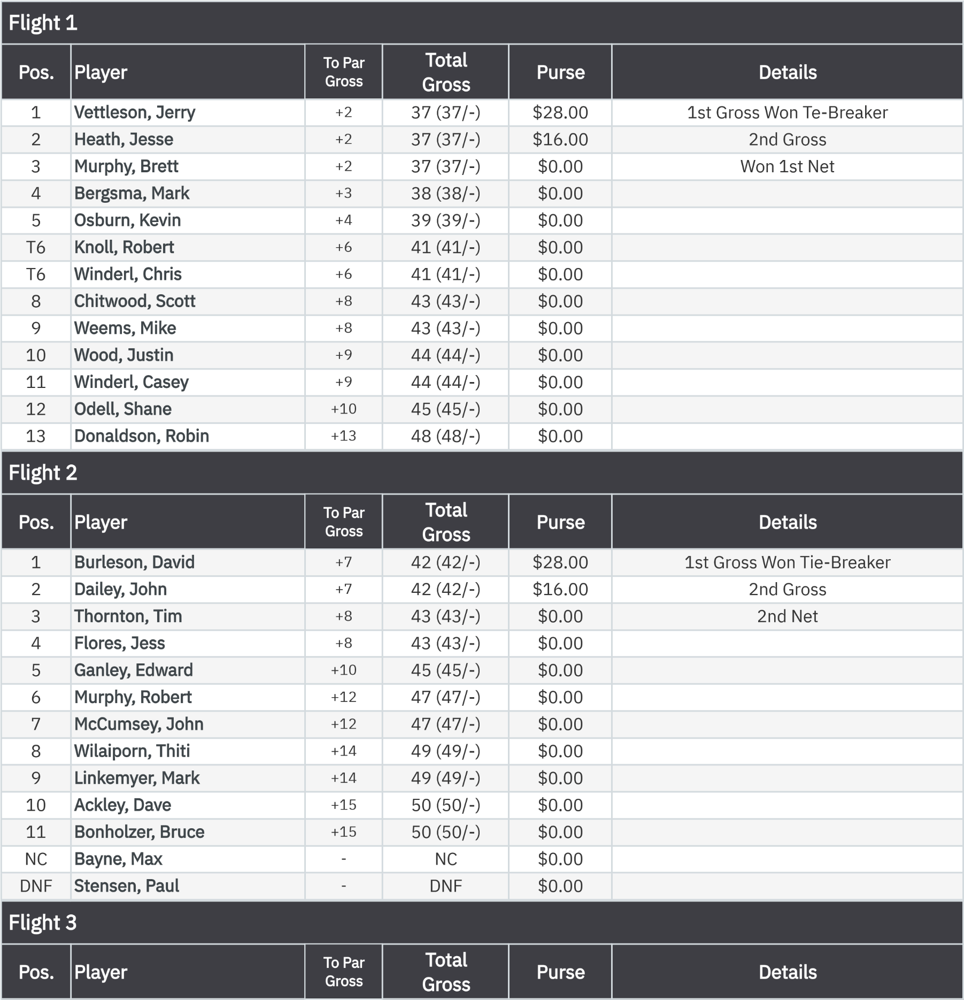 Flight 1
Pos. Player To Par Gross Total Gross Purse Details
1 Vettleson, Jerry +2 37 (37/-) $28.00 1st Gross Won Te-Breaker
2 Heath, Jesse +2 37 (37/-) $16.00 2nd Gross
3 Murphy, Brett +2 37 (37/-) $0.00 Won 1st Net
4 Bergsma, Mark +3 38 (38/-) $0.00
5 Osburn, Kevin +4 39 (39/-) $0.00
T6 Knoll, Robert +6 41 (41/-) $0.00
T6 Winderl, Chris +6 41 (41/-) $0.00
8 Chitwood, Scott +8 43 (43/-) $0.00
9 Weems, Mike +8 43 (43/-) $0.00
10 Wood, Justin +9 44 (44/-) $0.00
11 Winderl, Casey +9 44 (44/-) $0.00
12 Odell, Shane +10 45 (45/-) $0.00
13 Donaldson, Robin +13 48 (48/-) $0.00
Flight 2
Pos. Player To Par Gross Total Gross Purse Details
1 Burleson, David +7 42 (42/-) $28.00 1st Gross Won Tie-Breaker
2 Dailey, John +7 42 (42/-) $16.00 2nd Gross
3 Thornton, Tim +8 43 (43/-) $0.00 2nd Net
4 Flores, Jess +8 43 (43/-) $0.00
5 Ganley, Edward +10 45 (45/-) $0.00
6 Murphy, Robert +12 47 (47/-) $0.00
7 McCumsey, John +12 47 (47/-) $0.00
8 Wilaiporn, Thiti +14 49 (49/-) $0.00
9 Linkemyer, Mark +14 49 (49/-) $0.00
10 Ackley, Dave +15 50 (50/-) $0.00
11 Bonholzer, Bruce +15 50 (50/-) $0.00
NC Bayne, Max - NC $0.00
DNF Stensen, Paul - DNF $0.00
Flight 3
Pos. Player To Par Gross Total Gross Purse Details